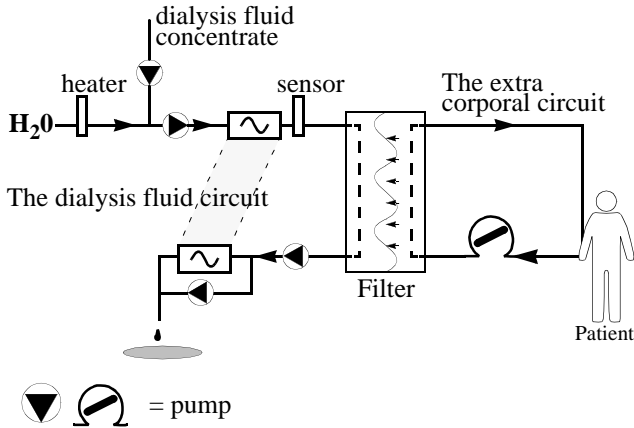 dialysis fluid
concentrate
heater
sensor
The extra
corporal circuit
H₂0
The dialysis fluid circuit
Filter
Patient
= pump